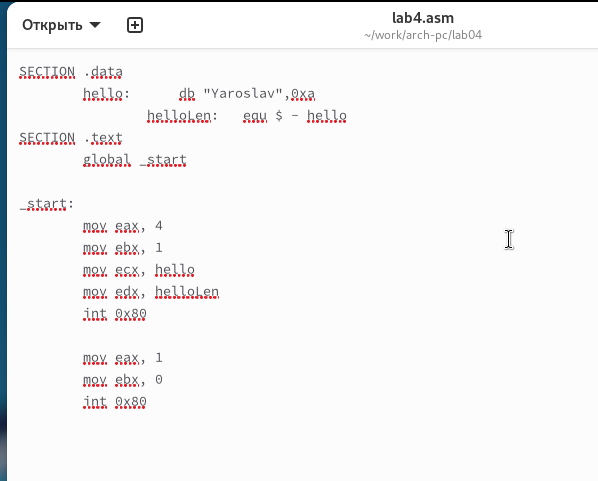 Открыть
lab4.asm
~/work/arch-pc/lab04
SECTION .data
hello: db "Yaroslav",0xa
helloLen: equ $ - hello
SECTION .text
global _start
_start:
mov eax, 4
mov ebx, 1
mov ecx, hello
mov edx, helloLen
int 0x80
mov eax, 1
mov ebx, 0
int 0x80